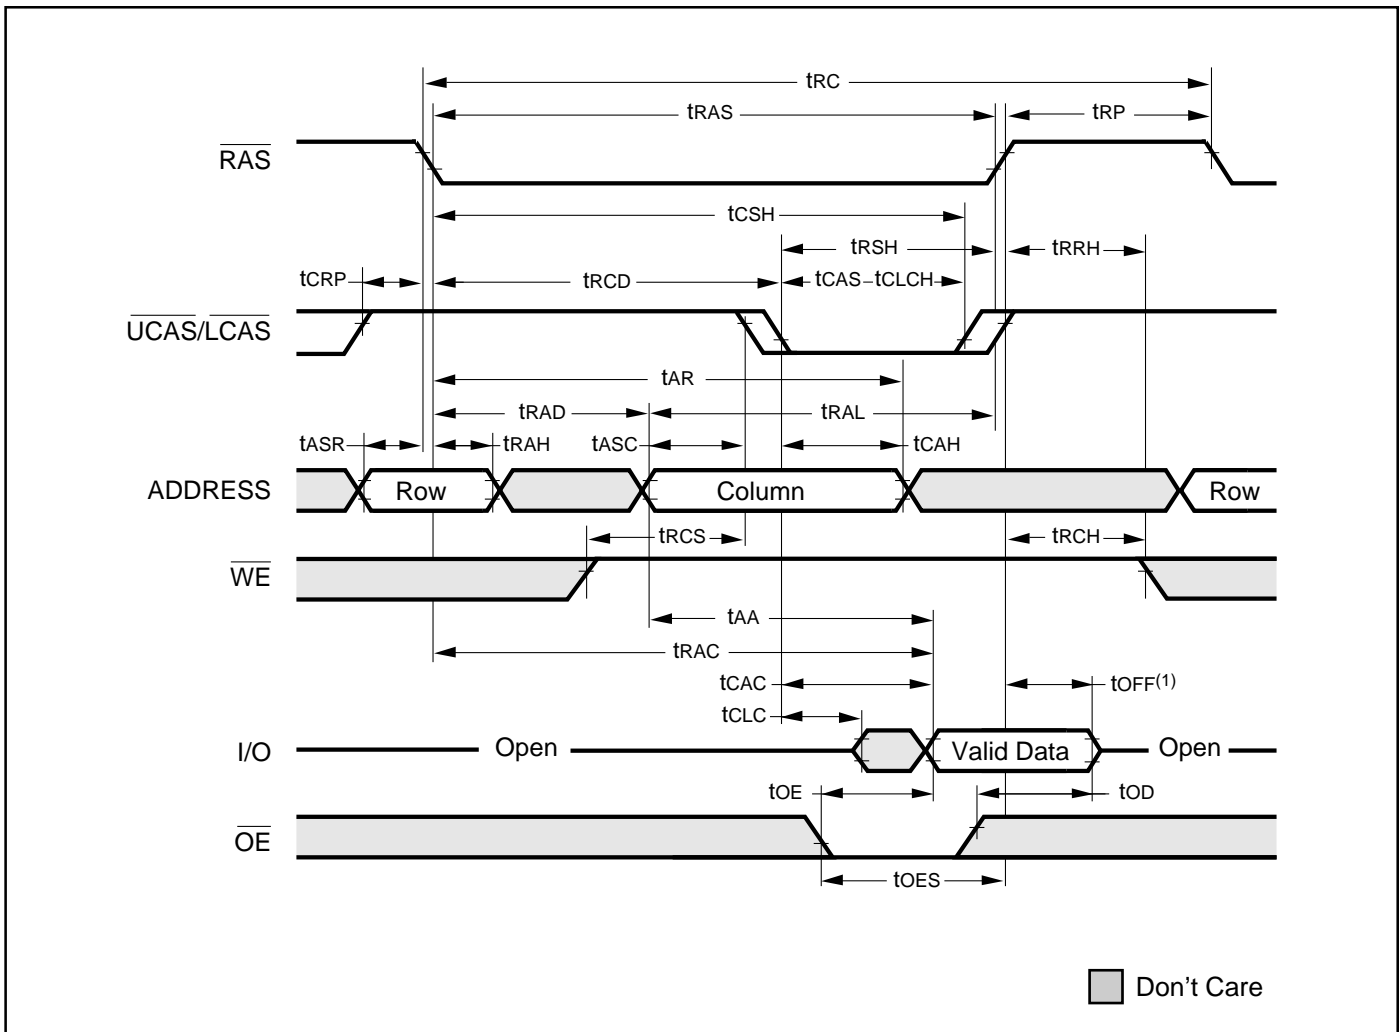 tRC
tRAS
tRP
RAS
tCSH
tRSH
tRRH
tCRP
tRCD
tCAS tCLCH
UCAS/LCAS
tAR
tRAD
tRAL
tASR
tRAH
tASC
tCAH
ADDRESS
Row
Column
Row
tRCS
tRCH
WE
tAA
tRAC
tCAC
tOFF(1)
tCLC
I/O
Open
Valid Data
Open
tOE
tOD
OE
tOES
Don't Care